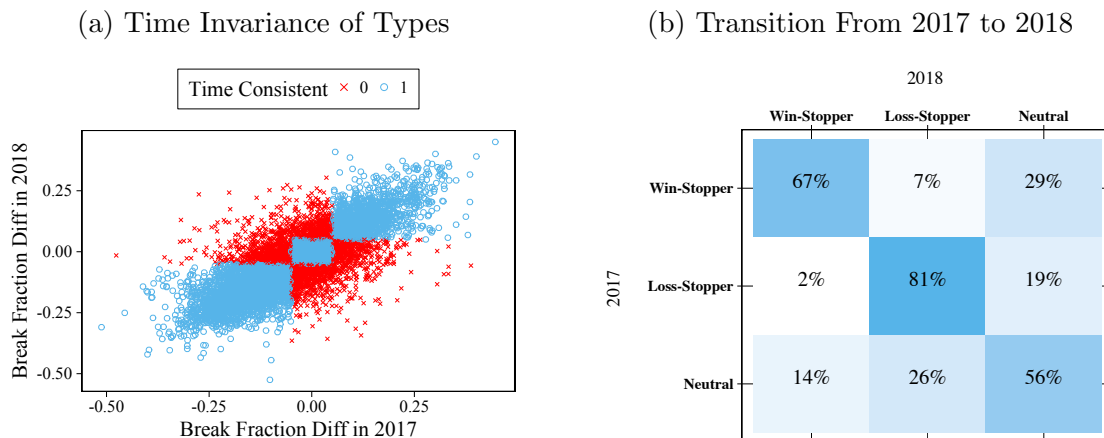 (a) Time Invariance of Types
Time Consistent × 0 ○ 1
Break Fraction Diff in 2018
0.25
0.00
-0.25
-0.50
-0.50 -0.25 0.00 0.25
Break Fraction Diff in 2017
(b) Transition From 2017 to 2018
2018
Win-Stopper Loss-Stopper Neutral
2017
Win-Stopper 67% 7% 29%
Loss-Stopper 2% 81% 19%
Neutral 14% 26% 56%